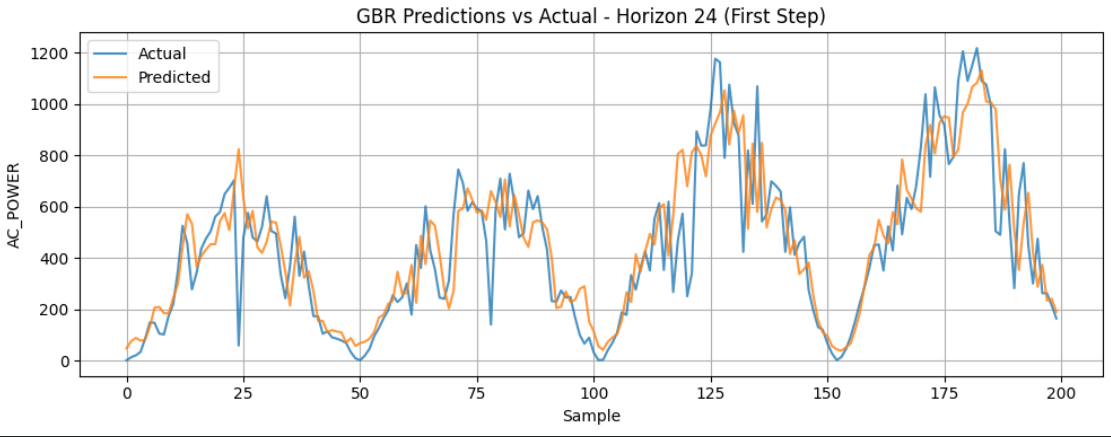 GBR Predictions vs Actual - Horizon 24 (First Step)
Actual
Predicted
1200
1000
800
600
400
200
0
AC_POWER
0 25 50 75 100 125 150 175 200
Sample